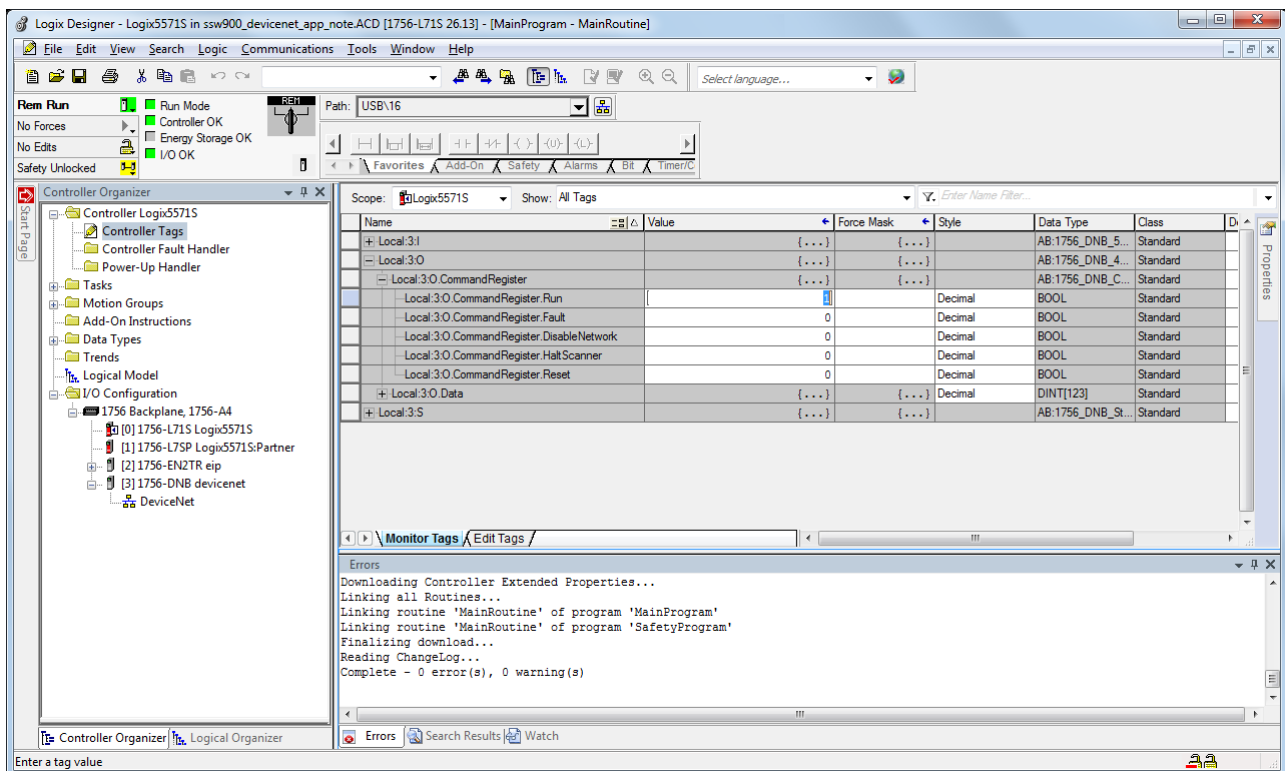 Logix Designer - Logix5571S in ssw900_devicenet_app_note.ACD [1756-L71S 26.13] - [MainProgram - MainRoutine]
File Edit View Search Logic Communications Tools Window Help
Select language...
Rem Run
No Forces
No Edits
Safety Unlocked
Run Mode
Controller OK
Energy Storage OK
I/O OK
REM
Path: USB\16
Favorites Add-On Safety Alarms Bit Timer/C
Start Page
Controller Organizer
Controller Logix5571S
Controller Tags
Controller Fault Handler
Power-Up Handler
Tasks
Motion Groups
Add-On Instructions
Data Types
Trends
Logical Model
I/O Configuration
1756 Backplane, 1756-A4
[0] 1756-L71S Logix5571S
[1] 1756-L7SP Logix5571S:Partner
[2] 1756-EN2TR eip
[3] 1756-DNB devicenet
DeviceNet
Controller Organizer Logical Organizer
Scope: Logix5571S Show: All Tags Enter Name Filter...
Name Value Force Mask Style Data Type Class De
Local:3:I {...} {...} AB:1756_DNB_5... Standard
Local:3:O {...} {...} AB:1756_DNB_4... Standard
Local:3:O.CommandRegister {...} {...} AB:1756_DNB_C... Standard
Local:3:O.CommandRegister.Run 1 Decimal BOOL Standard
Local:3:O.CommandRegister.Fault 0 Decimal BOOL Standard
Local:3:O.CommandRegister.DisableNetwork 0 Decimal BOOL Standard
Local:3:O.CommandRegister.HaltScanner 0 Decimal BOOL Standard
Local:3:O.CommandRegister.Reset 0 Decimal BOOL Standard
Local:3:O.Data {...} {...} Decimal DINT[123] Standard
Local:3:S {...} {...} AB:1756_DNB_St... Standard
Monitor Tags Edit Tags
Properties
Errors
Downloading Controller Extended Properties...
Linking all Routines...
Linking routine 'MainRoutine' of program 'MainProgram'
Linking routine 'MainRoutine' of program 'SafetyProgram'
Finalizing download...
Reading ChangeLog...
Complete - 0 error(s), 0 warning(s)
Errors Search Results Watch
Enter a tag value